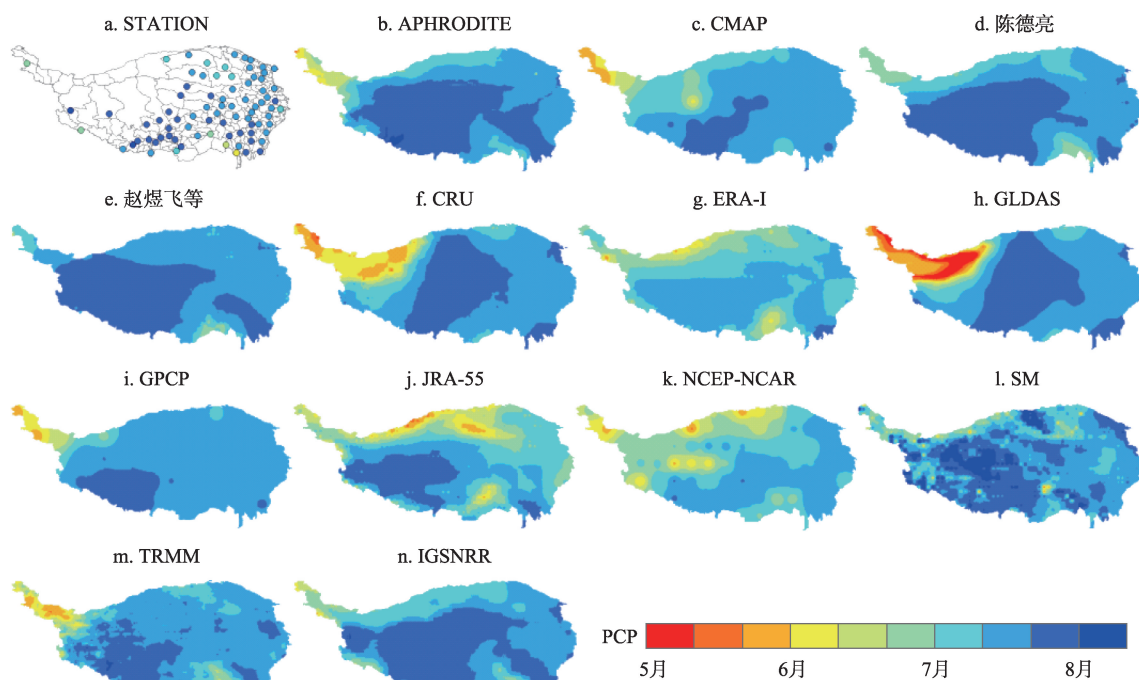 a. STATION
b. APHRODITE
c. CMAP
d. 陈德亮
e. 赵煜飞等
f. CRU
g. ERA-I
h. GLDAS
i. GPCP
j. JRA-55
k. NCEP-NCAR
l. SM
m. TRMM
n. IGSNRR
PCP
5月 6月 7月 8月